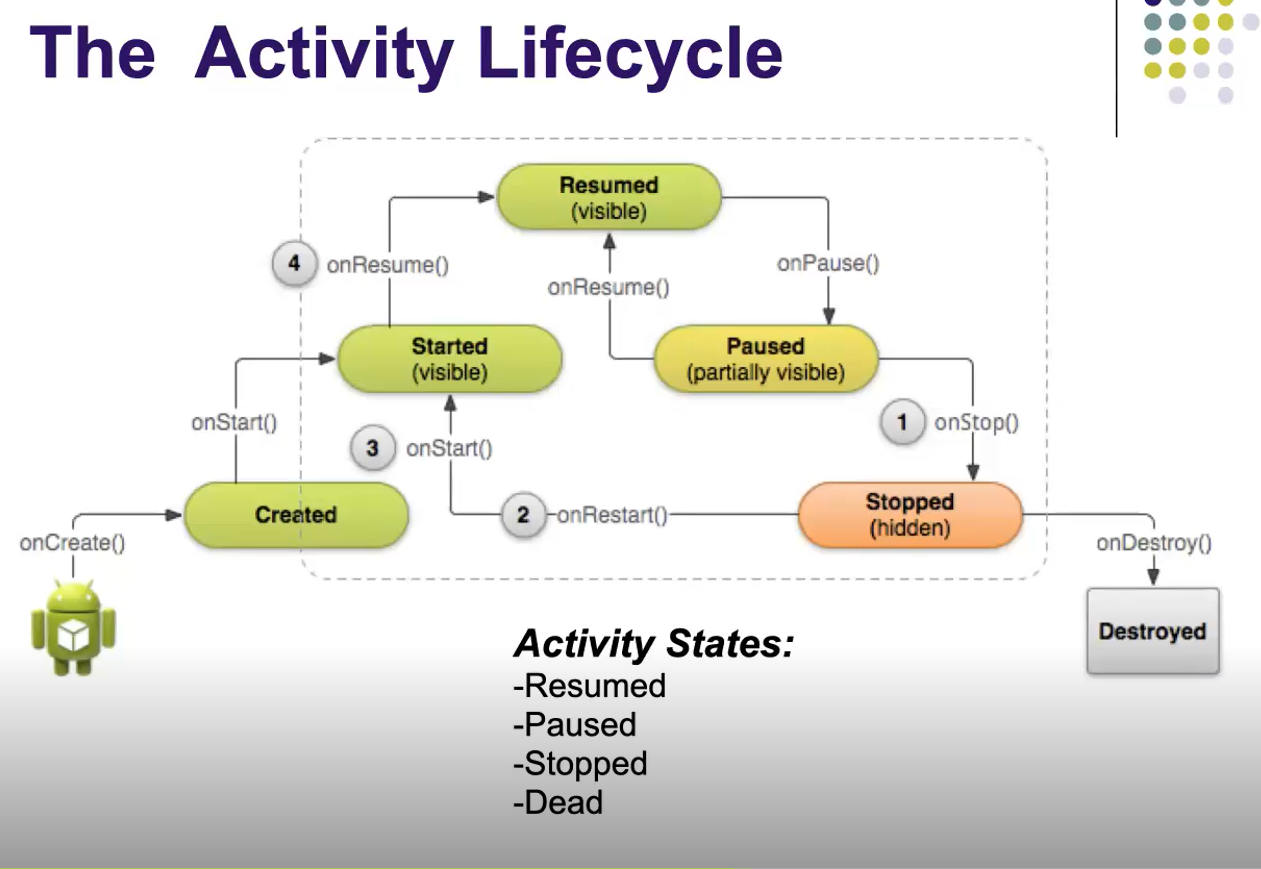 The Activity Lifecycle
Resumed
(visible)
4
onResume()
onResume()
onPause()
Started
(visible)
Paused
(partially visible)
onStart()
3
onStart()
1
onStop()
Created
2
onRestart()
Stopped
(hidden)
onCreate()
onDestroy()
Destroyed
Activity States:
-Resumed
-Paused
-Stopped
-Dead